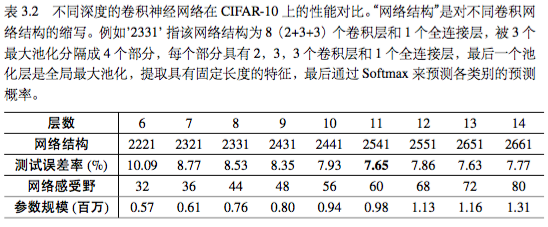 表 3.2 不同深度的卷积神经网络在 CIFAR-10 上的性能对比。“网络结构”是对不同卷积网
络结构的缩写。例如’2331’ 指该网络结构为 8（2+3+3）个卷积层和 1 个全连接层，被 3 个
最大池化分隔成 4 个部分，每个部分具有 2，3，3 个卷积层和 1 个全连接层，最后一个池
化层是全局最大池化，提取具有固定长度的特征，最后通过 Softmax 来预测各类别的预测
概率。
层数 6 7 8 9 10 11 12 13 14
网络结构 2221 2321 2331 2431 2441 2541 2551 2651 2661
测试误差率 (%) 10.09 8.77 8.53 8.35 7.93 7.65 7.86 7.63 7.77
网络感受野 32 36 44 48 56 60 68 72 80
参数规模（百万） 0.57 0.61 0.76 0.80 0.94 0.98 1.13 1.16 1.31